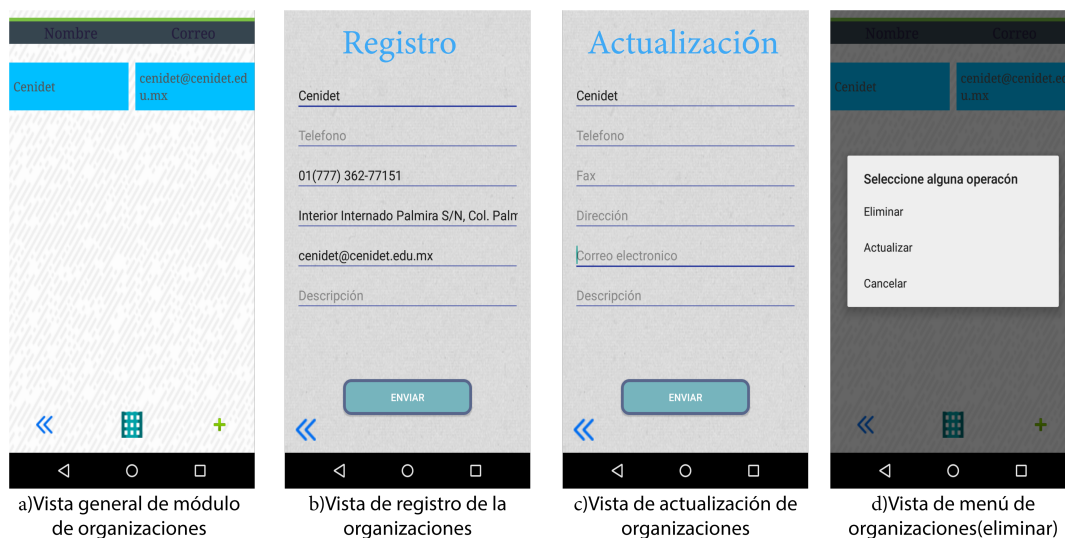 Nombre Correo
Cenidet
cenidet@cenidet.ed
u.mx
a)Vista general de módulo
de organizaciones
Registro
Cenidet
Telefono
01(777) 362-77151
Interior Internado Palmira S/N, Col. Palm
cenidet@cenidet.edu.mx
Descripción
ENVIAR
b)Vista de registro de la
organizaciones
Actualización
Cenidet
Telefono
Fax
Dirección
Correo electronico
Descripción
ENVIAR
c)Vista de actualización de
organizaciones
Nombre Correo
Cenidet
cenidet@cenidet.ed
u.mx
Seleccione alguna operacón
Eliminar
Actualizar
Cancelar
d)Vista de menú de
organizaciones(eliminar)